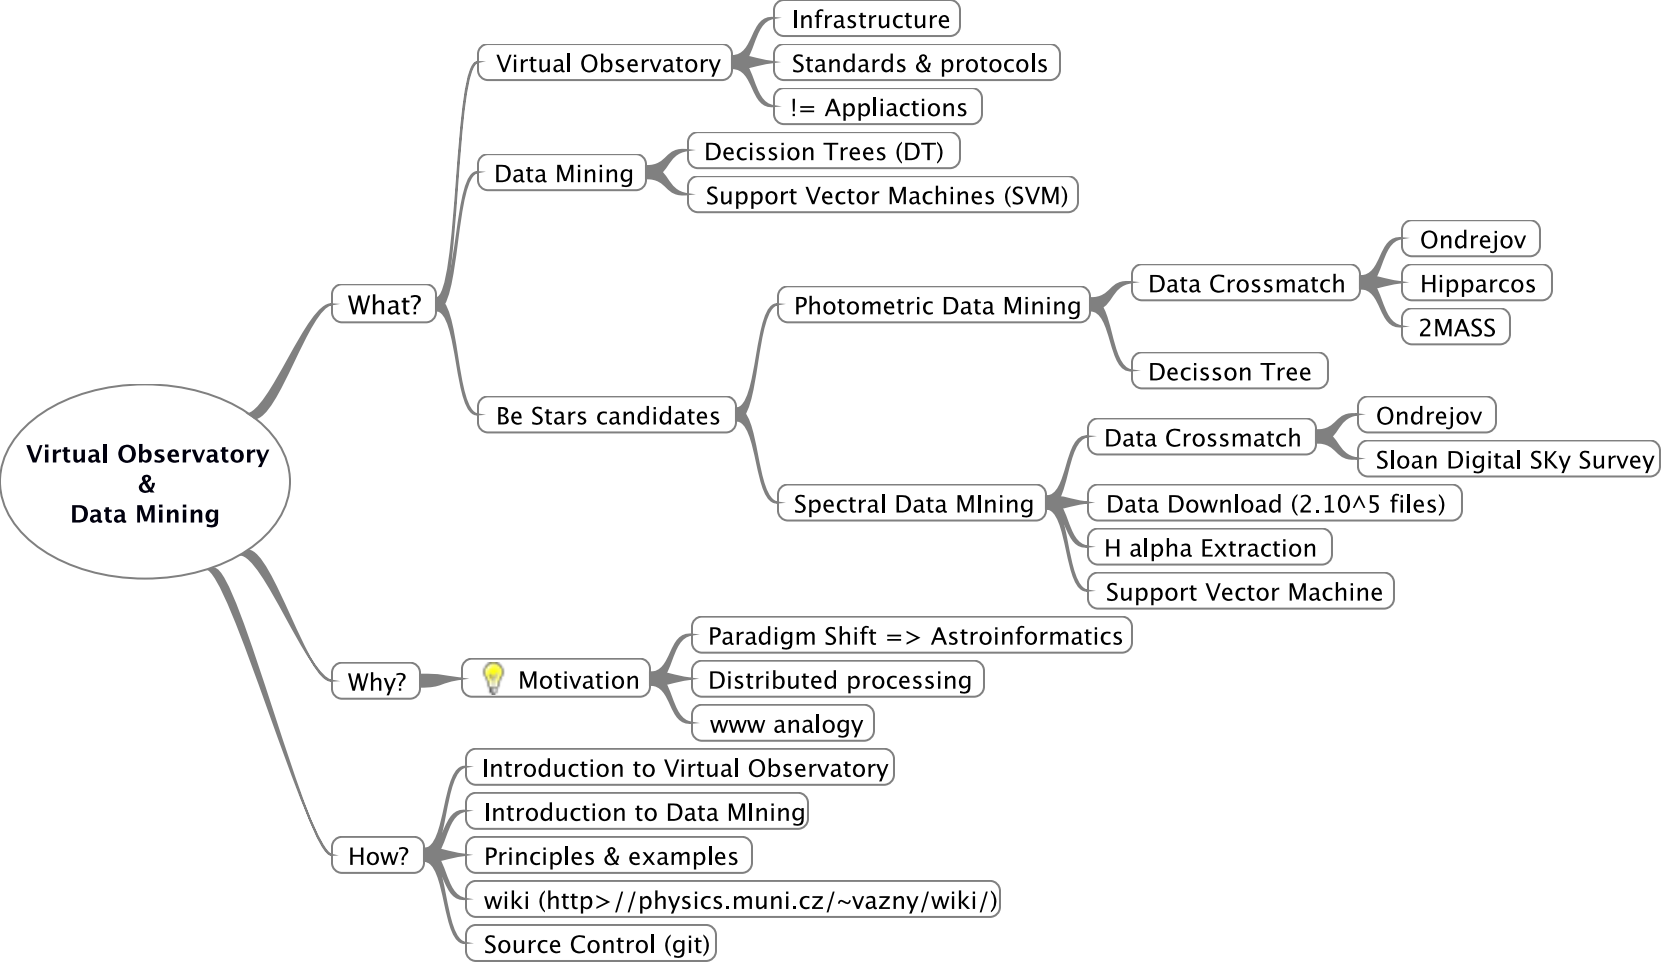 Virtual Observatory
&
Data Mining
What?
Virtual Observatory
Infrastructure
Standards & protocols
!= Appliactions
Data Mining
Decission Trees (DT)
Support Vector Machines (SVM)
Be Stars candidates
Photometric Data Mining
Data Crossmatch
Ondrejov
Hipparcos
2MASS
Decisson Tree
Spectral Data MIning
Data Crossmatch
Ondrejov
Sloan Digital SKy Survey
Data Download (2.10^5 files)
H alpha Extraction
Support Vector Machine
Why?
Motivation
Paradigm Shift => Astroinformatics
Distributed processing
www analogy
How?
Introduction to Virtual Observatory
Introduction to Data MIning
Principles & examples
wiki (http>//physics.muni.cz/~vazny/wiki/)
Source Control (git)